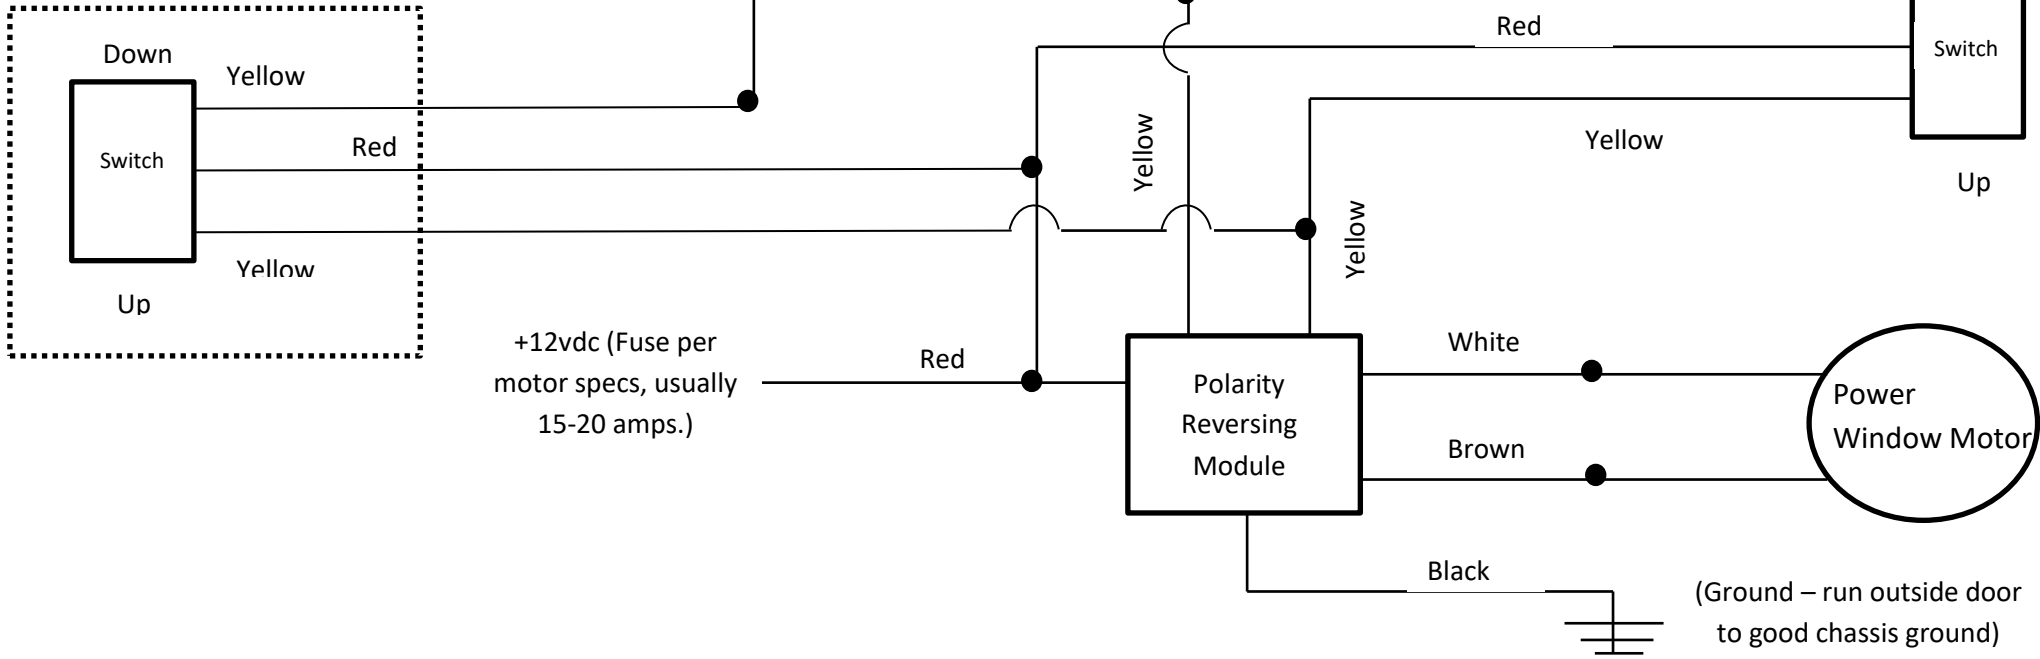 Red
Down
Switch
Yellow
Yellow
Yellow
Red
Switch
Up
Yellow
Yellow
Up
+12vdc (Fuse per
motor specs, usually
15-20 amps.)
Red
White
Polarity
Reversing
Module
Power
Window Motor
Brown
Black
(Ground – run outside door
to good chassis ground)